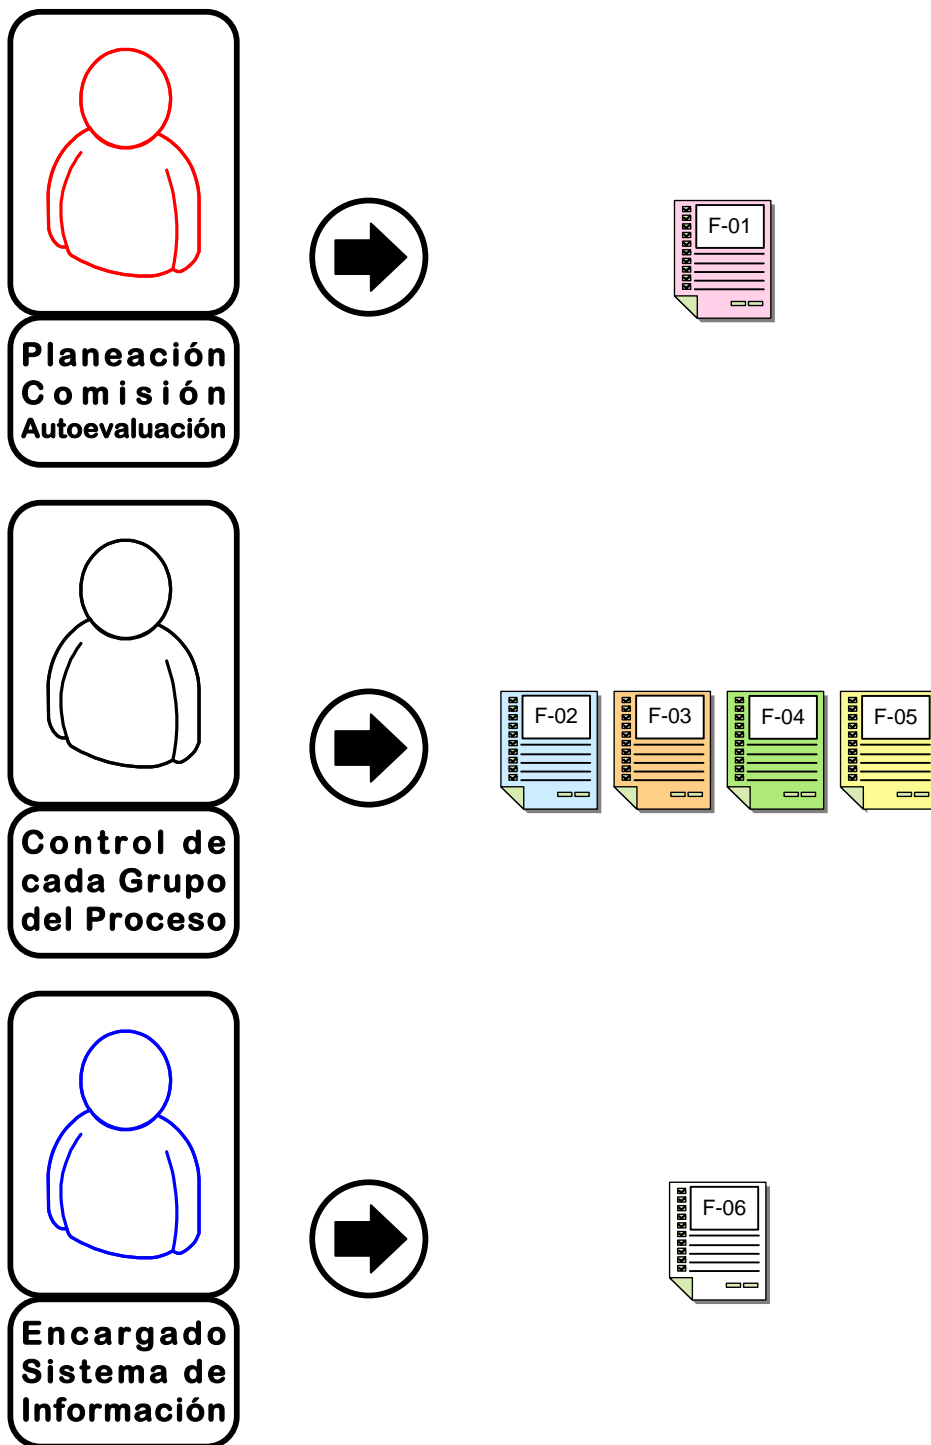 F-01
Planeación
Comisión
Autoevaluación
F-02 F-03 F-04 F-05
Control de
cada Grupo
del Proceso
F-06
Encargado
Sistema de
Información